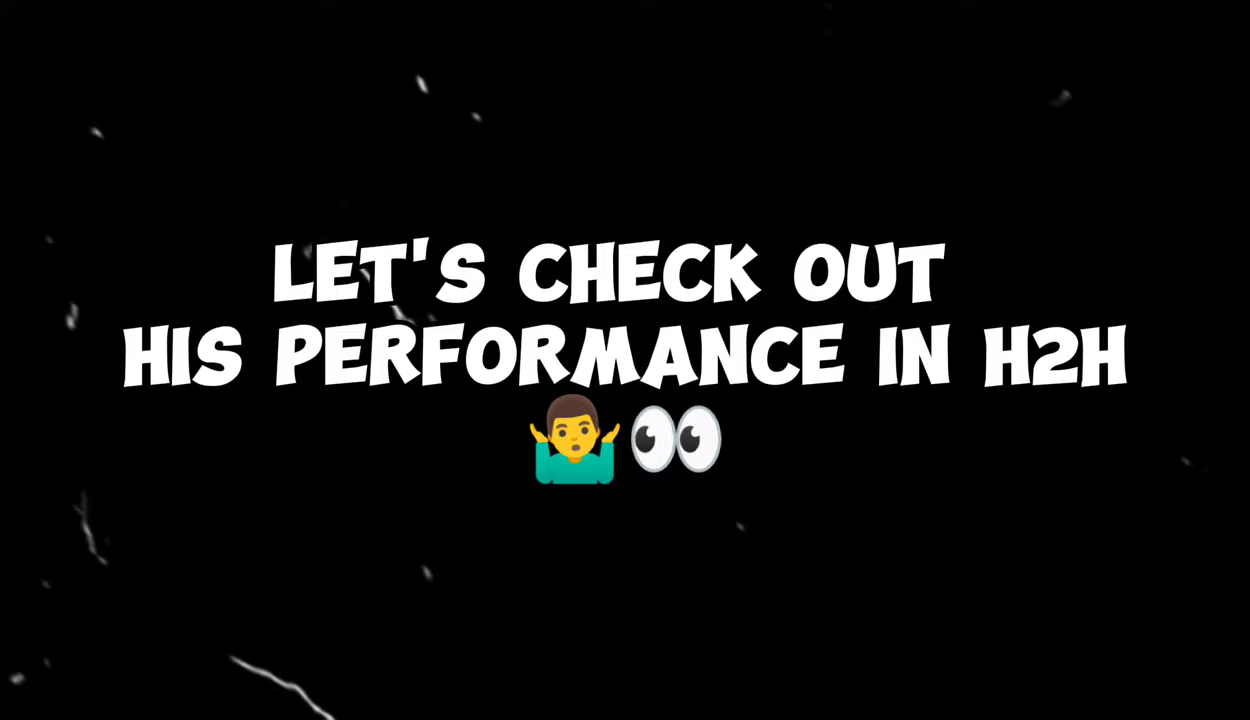 LET'S CHECK OUT
HIS PERFORMANCE IN H2H
🤷‍♂️👀